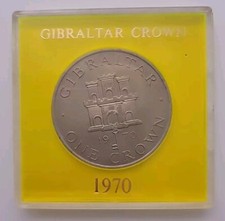 GIBRALTAR CROWN
· GIBRALTAR ·
ONE CROWN
1970